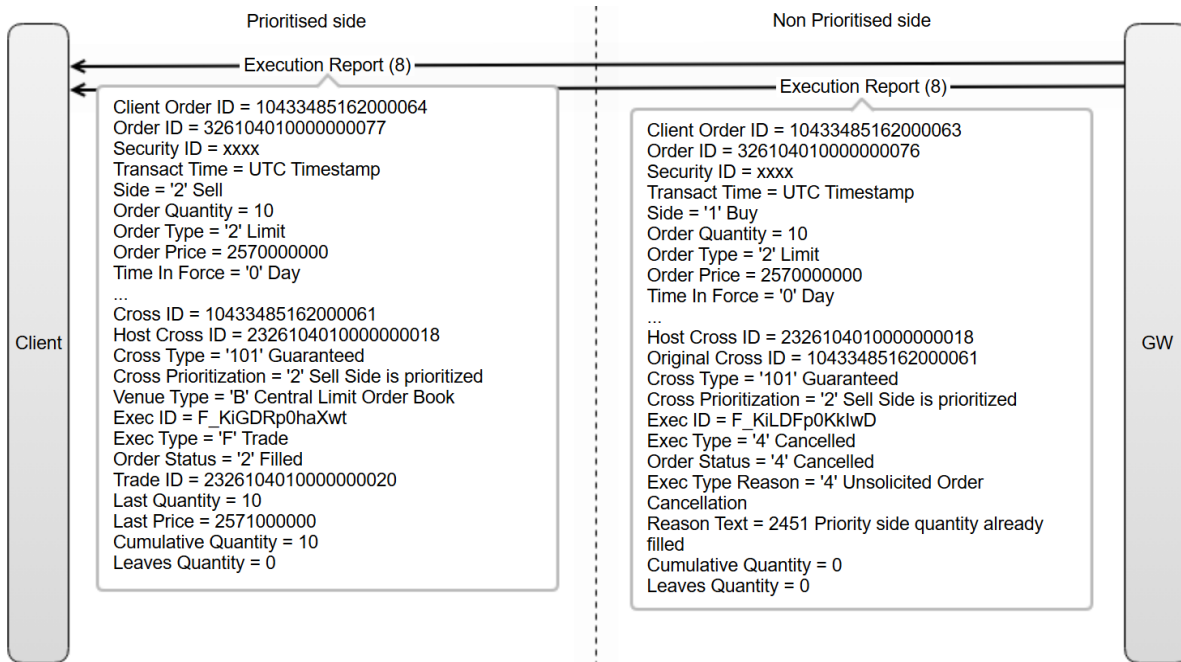 Prioritised side
Non Prioritised side
Client
GW
Execution Report (8)
Execution Report (8)
Client Order ID = 10433485162000064
Order ID = 326104010000000077
Security ID = xxxx
Transact Time = UTC Timestamp
Side = '2' Sell
Order Quantity = 10
Order Type = '2' Limit
Order Price = 2570000000
Time In Force = '0' Day
...
Cross ID = 10433485162000061
Host Cross ID = 2326104010000000018
Cross Type = '101' Guaranteed
Cross Prioritization = '2' Sell Side is prioritized
Venue Type = 'B' Central Limit Order Book
Exec ID = F_KiGDRp0haXwt
Exec Type = 'F' Trade
Order Status = '2' Filled
Trade ID = 2326104010000000020
Last Quantity = 10
Last Price = 2571000000
Cumulative Quantity = 10
Leaves Quantity = 0
Client Order ID = 10433485162000063
Order ID = 326104010000000076
Security ID = xxxx
Transact Time = UTC Timestamp
Side = '1' Buy
Order Quantity = 10
Order Type = '2' Limit
Order Price = 2570000000
Time In Force = '0' Day
...
Host Cross ID = 2326104010000000018
Original Cross ID = 10433485162000061
Cross Type = '101' Guaranteed
Cross Prioritization = '2' Sell Side is prioritized
Exec ID = F_KiLDFp0KkIwD
Exec Type = '4' Cancelled
Order Status = '4' Cancelled
Exec Type Reason = '4' Unsolicited Order
Cancellation
Reason Text = 2451 Priority side quantity already
filled
Cumulative Quantity = 0
Leaves Quantity = 0